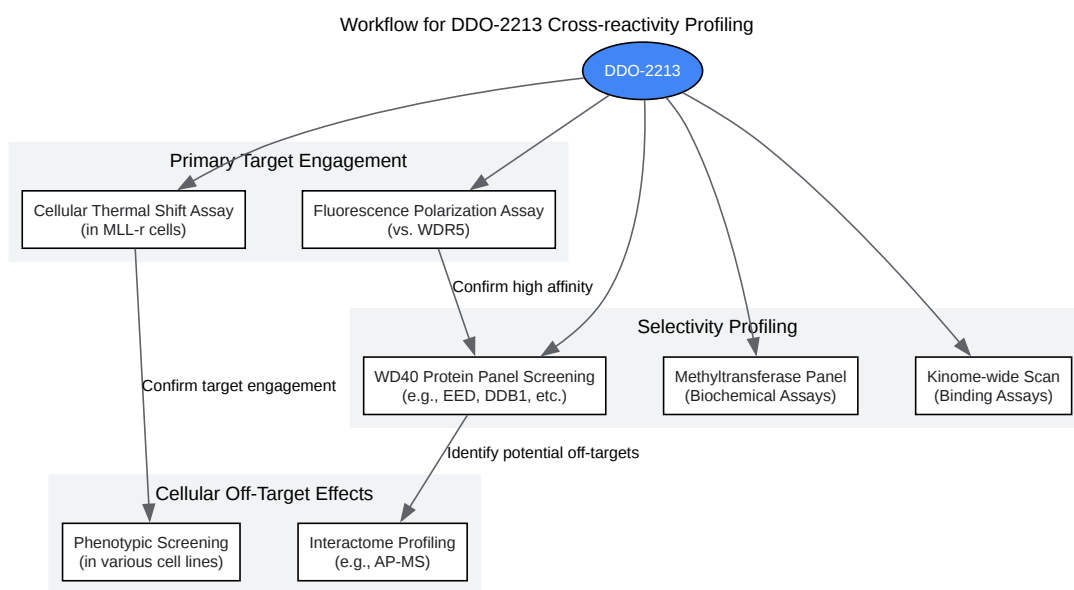 Workflow for DDO-2213 Cross-reactivity Profiling
DDO-2213
Primary Target Engagement
Cellular Thermal Shift Assay
(in MLL-r cells)
Fluorescence Polarization Assay
(vs. WDR5)
Confirm high affinity
Selectivity Profiling
WD40 Protein Panel Screening
(e.g., EED, DDB1, etc.)
Methyltransferase Panel
(Biochemical Assays)
Kinome-wide Scan
(Binding Assays)
Confirm target engagement
Identify potential off-targets
Cellular Off-Target Effects
Phenotypic Screening
(in various cell lines)
Interactome Profiling
(e.g., AP-MS)